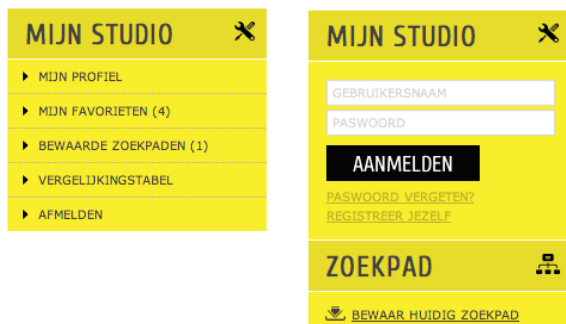 MIJN STUDIO
MIJN PROFIEL
MIJN FAVORIETEN (4)
BEWAARDE ZOEKPADEN (1)
VERGELIJKINGSTABEL
AFMELDEN
MIJN STUDIO
GEBRUIKERSNAAM
PASWOORD
AANMELDEN
PASWOORD VERGETEN?
REGISTREER JEZELF
ZOEKPAD
BEWAAR HUIDIG ZOEKPAD